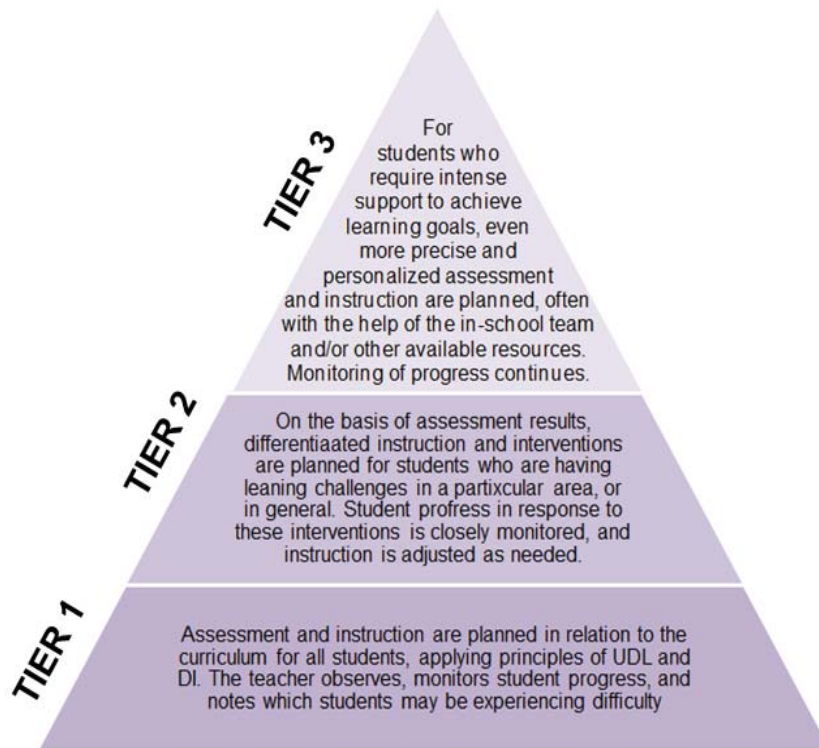 TIER 3
For
students who
require intense
support to achieve
learning goals, even
more precise and
personalized assessment
and instruction are planned, often
with the help of the in-school team
and/or other available resources.
Monitoring of progress continues.
TIER 2
On the basis of assessment results,
differentiaated instruction and interventions
are planned for students who are having
leaning challenges in a partixcular area, or
in general. Student profress in response to
these interventions is closely monitored, and
instruction is adjusted as needed.
TIER 1
Assessment and instruction are planned in relation to the
curriculum for all students, applying principles of UDL and
DI. The teacher observes, monitors student progress, and
notes which students may be experiencing difficulty